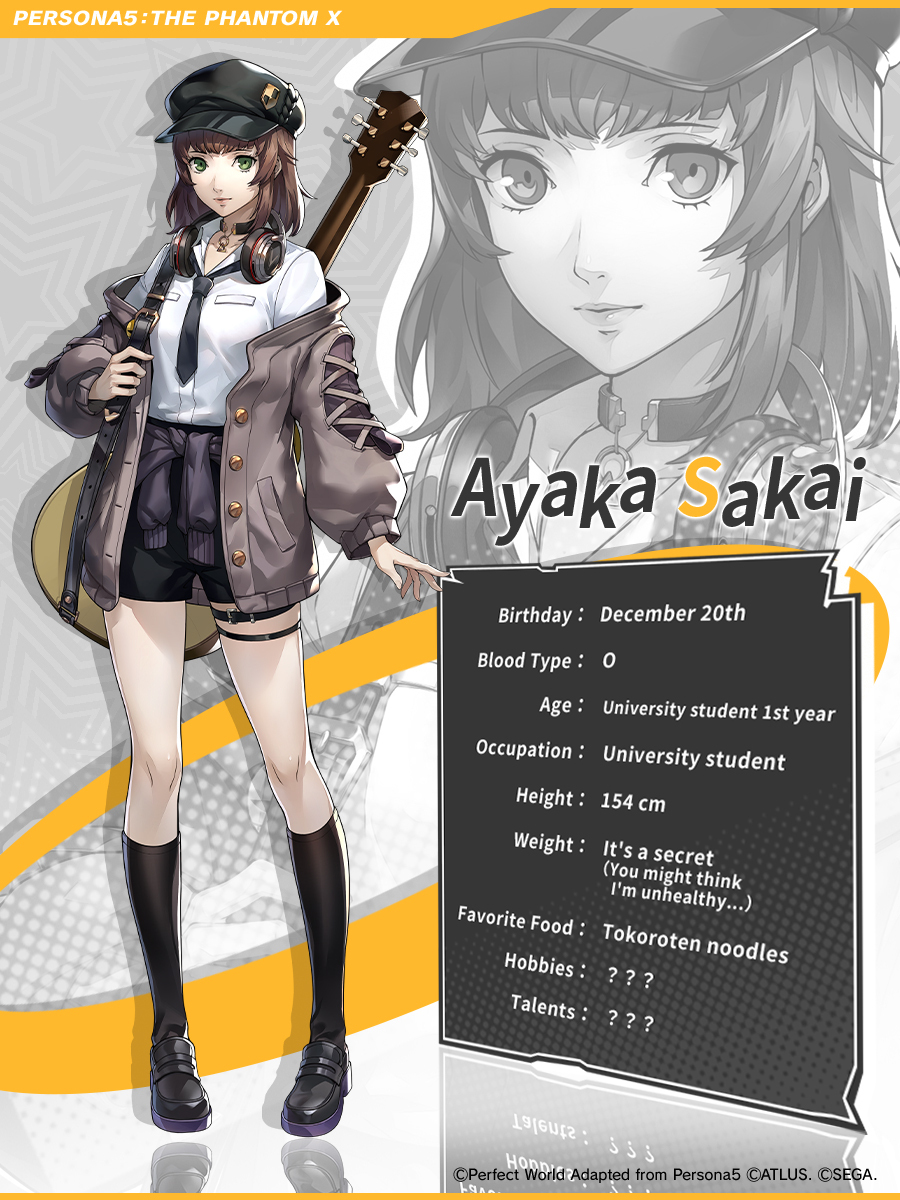 PERSONA5：THE PHANTOM X
Ayaka Sakai
Birthday： December 20th
Blood Type： O
Age： University student 1st year
Occupation： University student
Height： 154 cm
Weight： It's a secret
(You might think
I'm unhealthy...)
Favorite Food： Tokoroten noodles
Hobbies： ？？？
Talents： ？？？
Talents： ？？？
Hobbies： ？？？
©Perfect World Adapted from Persona5 ©ATLUS. ©SEGA.